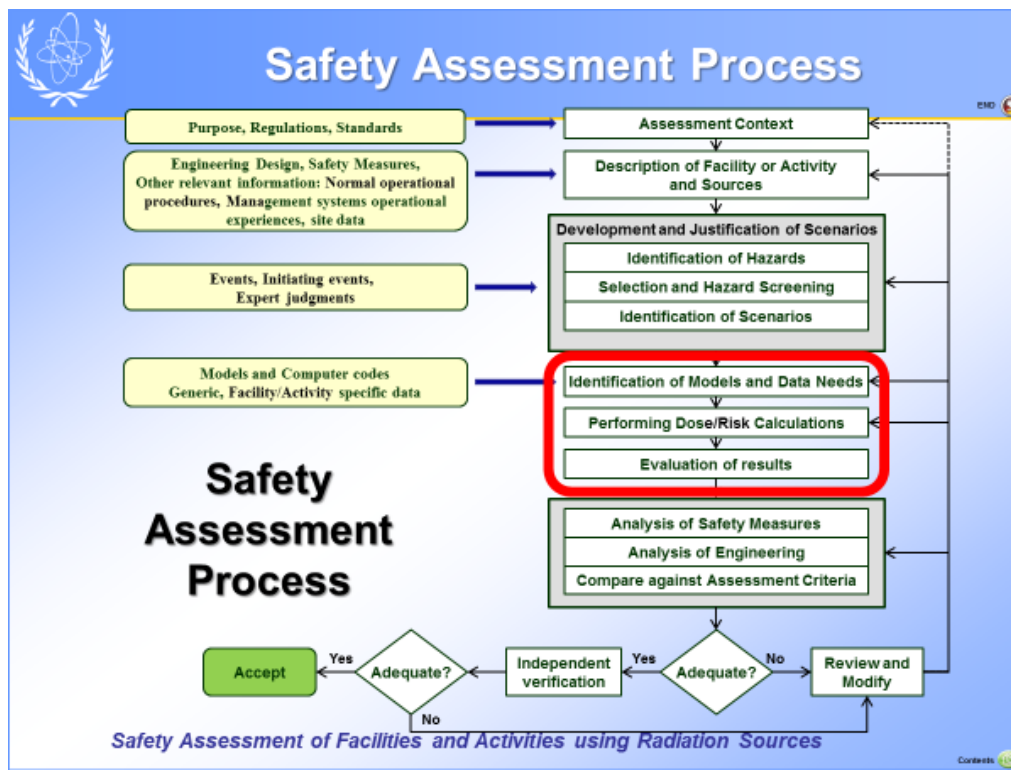 Safety Assessment Process
END
Purpose, Regulations, Standards
Assessment Context
Engineering Design, Safety Measures,
Other relevant information: Normal operational
procedures, Management systems operational
experiences, site data
Description of Facility or Activity
and Sources
Development and Justification of Scenarios
Identification of Hazards
Selection and Hazard Screening
Identification of Scenarios
Events, Initiating events,
Expert judgments
Models and Computer codes
Generic, Facility/Activity specific data
Identification of Models and Data Needs
Performing Dose/Risk Calculations
Evaluation of results
Safety
Assessment
Process
Analysis of Safety Measures
Analysis of Engineering
Compare against Assessment Criteria
Accept
Yes
Adequate?
Independent
verification
Yes
Adequate?
No
Review and
Modify
No
Safety Assessment of Facilities and Activities using Radiation Sources
Contents